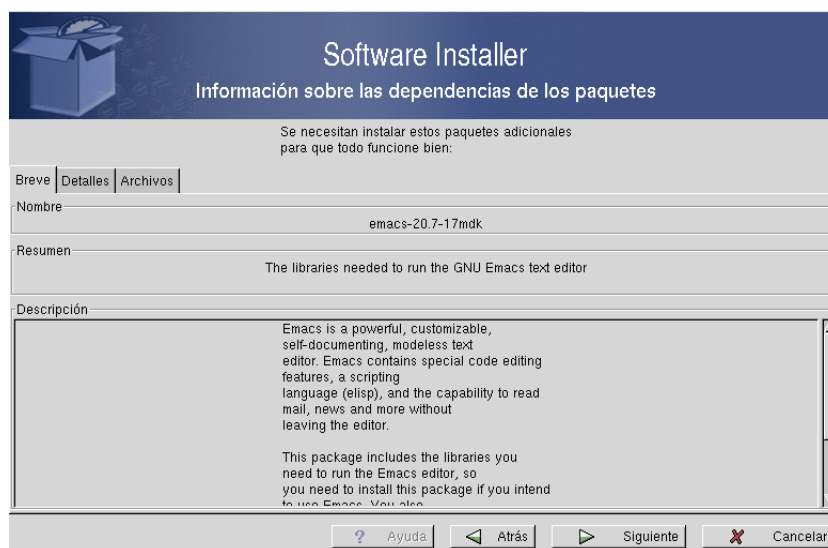 Software Installer
Información sobre las dependencias de los paquetes
Se necesitan instalar estos paquetes adicionales
para que todo funcione bien:
Breve Detalles Archivos
Nombre
emacs-20.7-17mdk
Resumen
The libraries needed to run the GNU Emacs text editor
Descripción
Emacs is a powerful, customizable,
self-documenting, modeless text
editor. Emacs contains special code editing
features, a scripting
language (elisp), and the capability to read
mail, news and more without
leaving the editor.
This package includes the libraries you
need to run the Emacs editor, so
you need to install this package if you intend
to use Emacs. You also
? Ayuda Atrás Siguiente Cancelar